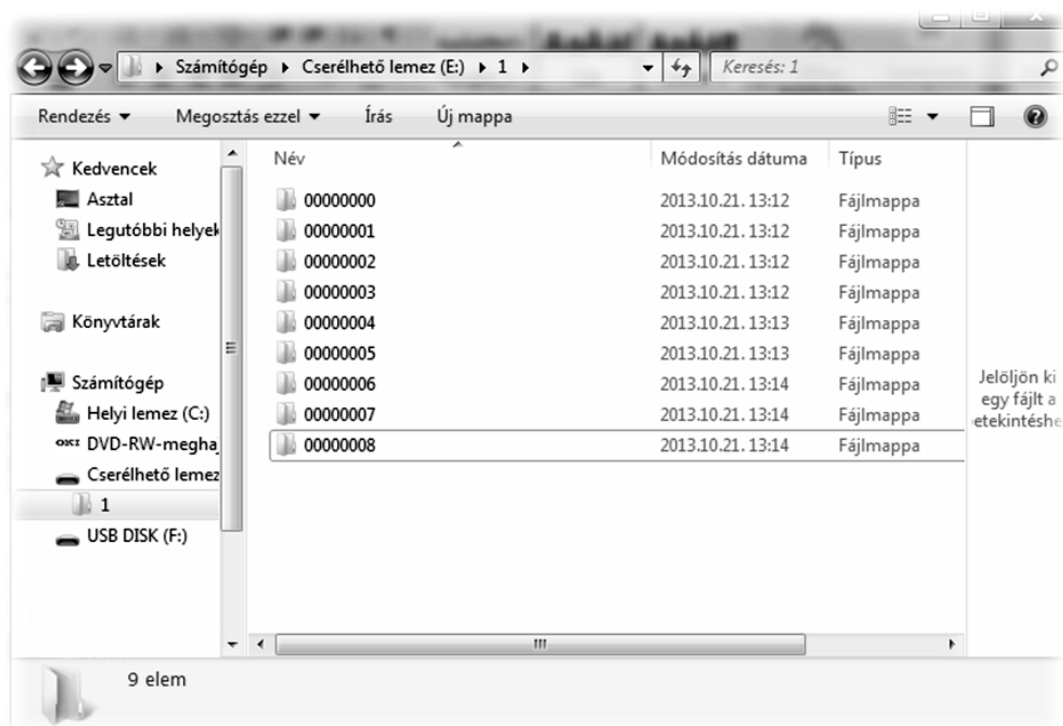 Számítógép ▸ Cserélhető lemez (E:) ▸ 1 ▸ Keresés: 1
Rendezés ▾ Megosztás ezzel ▾ Írás Új mappa
Kedvencek
Asztal
Legutóbbi helyek
Letöltések
Könyvtárak
Számítógép
Helyi lemez (C:)
DVD-RW-meghaj
Cserélhető lemez
1
USB DISK (F:)
Név Módosítás dátuma Típus
00000000 2013.10.21. 13:12 Fájlmappa
00000001 2013.10.21. 13:12 Fájlmappa
00000002 2013.10.21. 13:12 Fájlmappa
00000003 2013.10.21. 13:12 Fájlmappa
00000004 2013.10.21. 13:13 Fájlmappa
00000005 2013.10.21. 13:13 Fájlmappa
00000006 2013.10.21. 13:14 Fájlmappa
00000007 2013.10.21. 13:14 Fájlmappa
00000008 2013.10.21. 13:14 Fájlmappa
Jelöljön ki
egy fájlt a
etekintéshe
9 elem